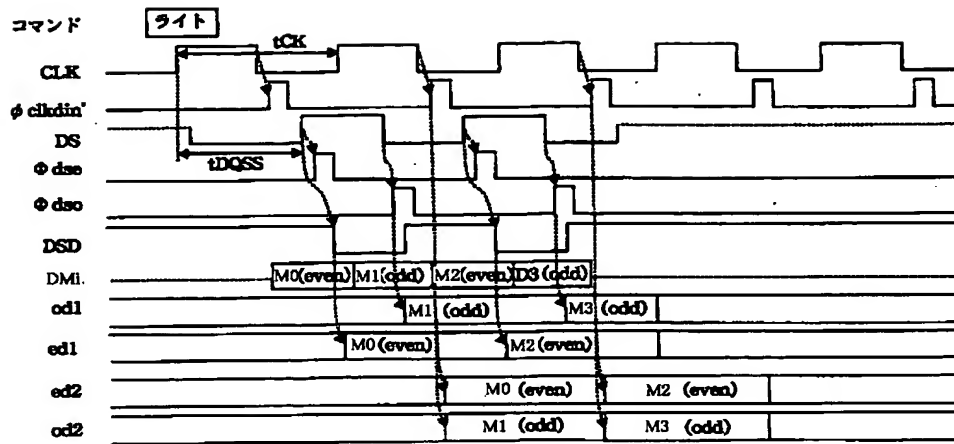 コマンド ライト
tCK
CLK
φ clkdin'
DS
tDQSS
Φ dse
Φ dso
DSD
DMi. M0(even) M1(odd) M2(even) D3(odd)
od1 M1 (odd) M3 (odd)
ed1 M0 (even) M2 (even)
ed2 M0 (even) M2 (even)
od2 M1 (odd) M3 (odd)